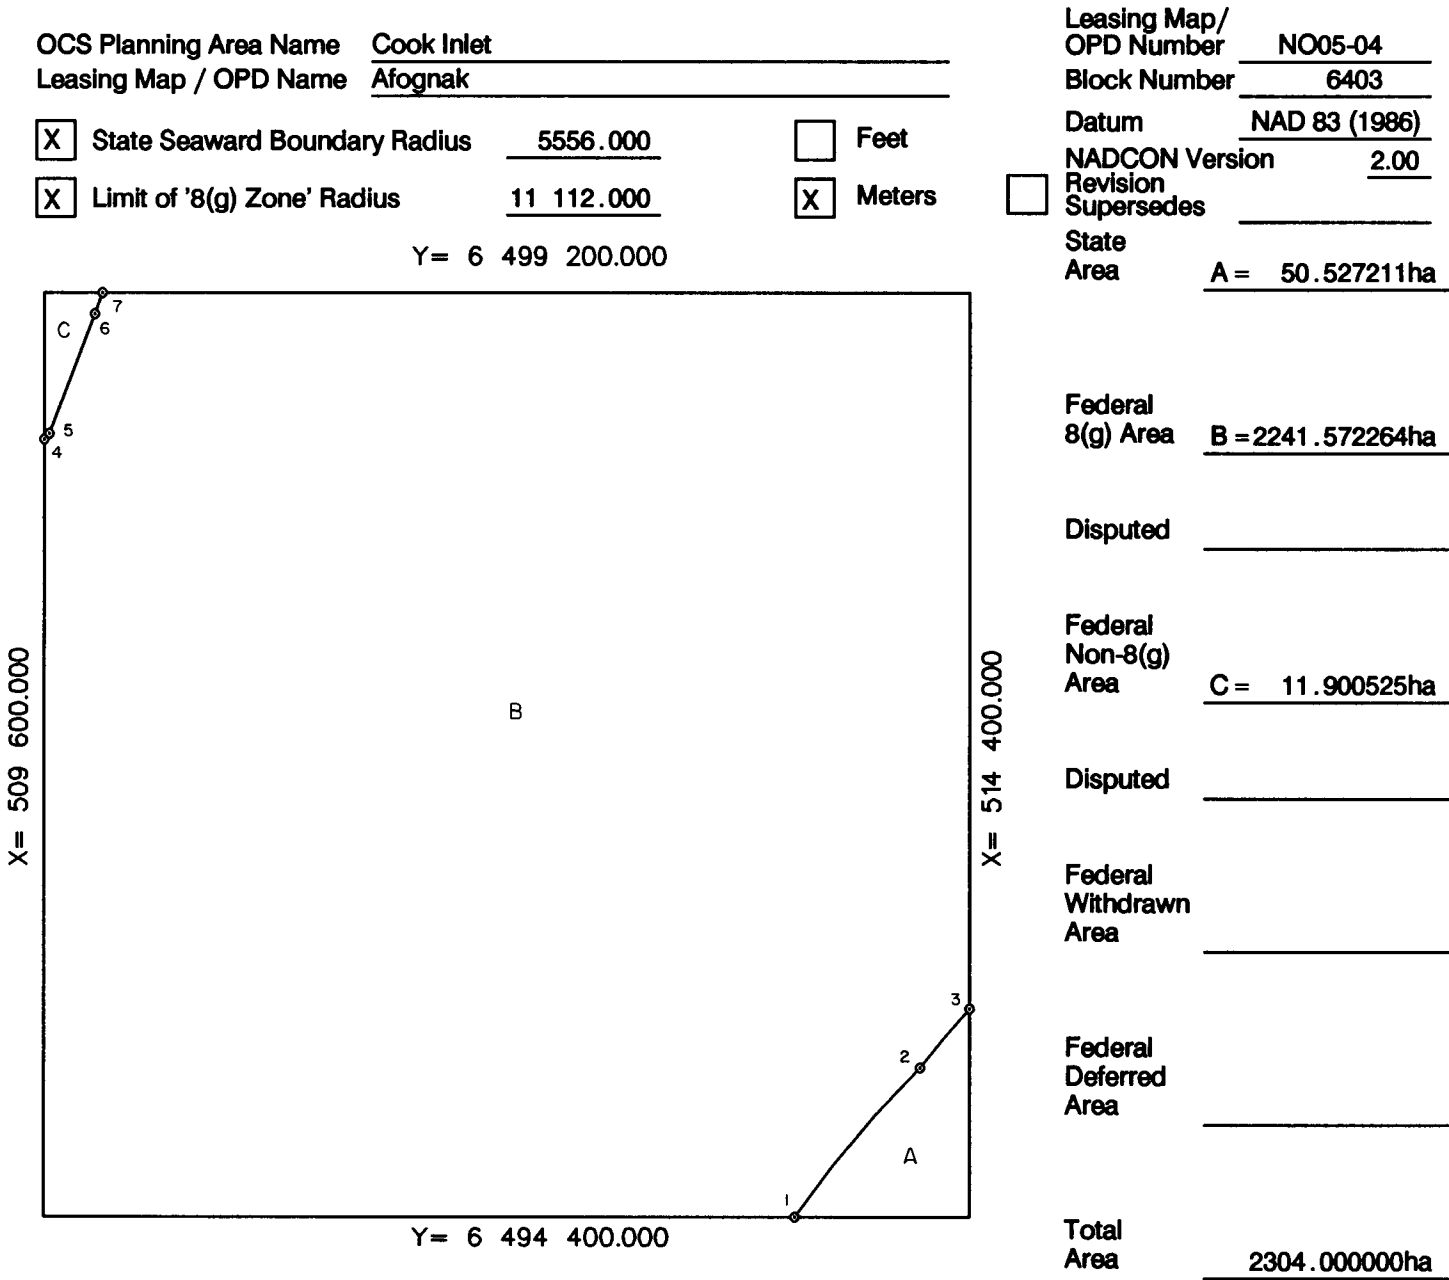 OCS Planning Area Name Cook Inlet
Leasing Map / OPD Name Afognak
X State Seaward Boundary Radius 5556.000 Feet
X Limit of '8(g) Zone' Radius 11 112.000 X Meters
Leasing Map/
OPD Number NO05-04
Block Number 6403
Datum NAD 83 (1986)
NADCON Version 2.00
Revision
Supersedes
State
Area A = 50.527211ha
Y= 6 499 200.000
7
C
6
5
4
Federal
8(g) Area B =2241.572264ha
Disputed
Federal
Non-8(g)
Area C = 11.900525ha
X= 509 600.000
B
X= 514 400.000
Disputed
Federal
Withdrawn
Area
3
2
A
1
Federal
Deferred
Area
Y= 6 494 400.000
Total
Area 2304.000000ha